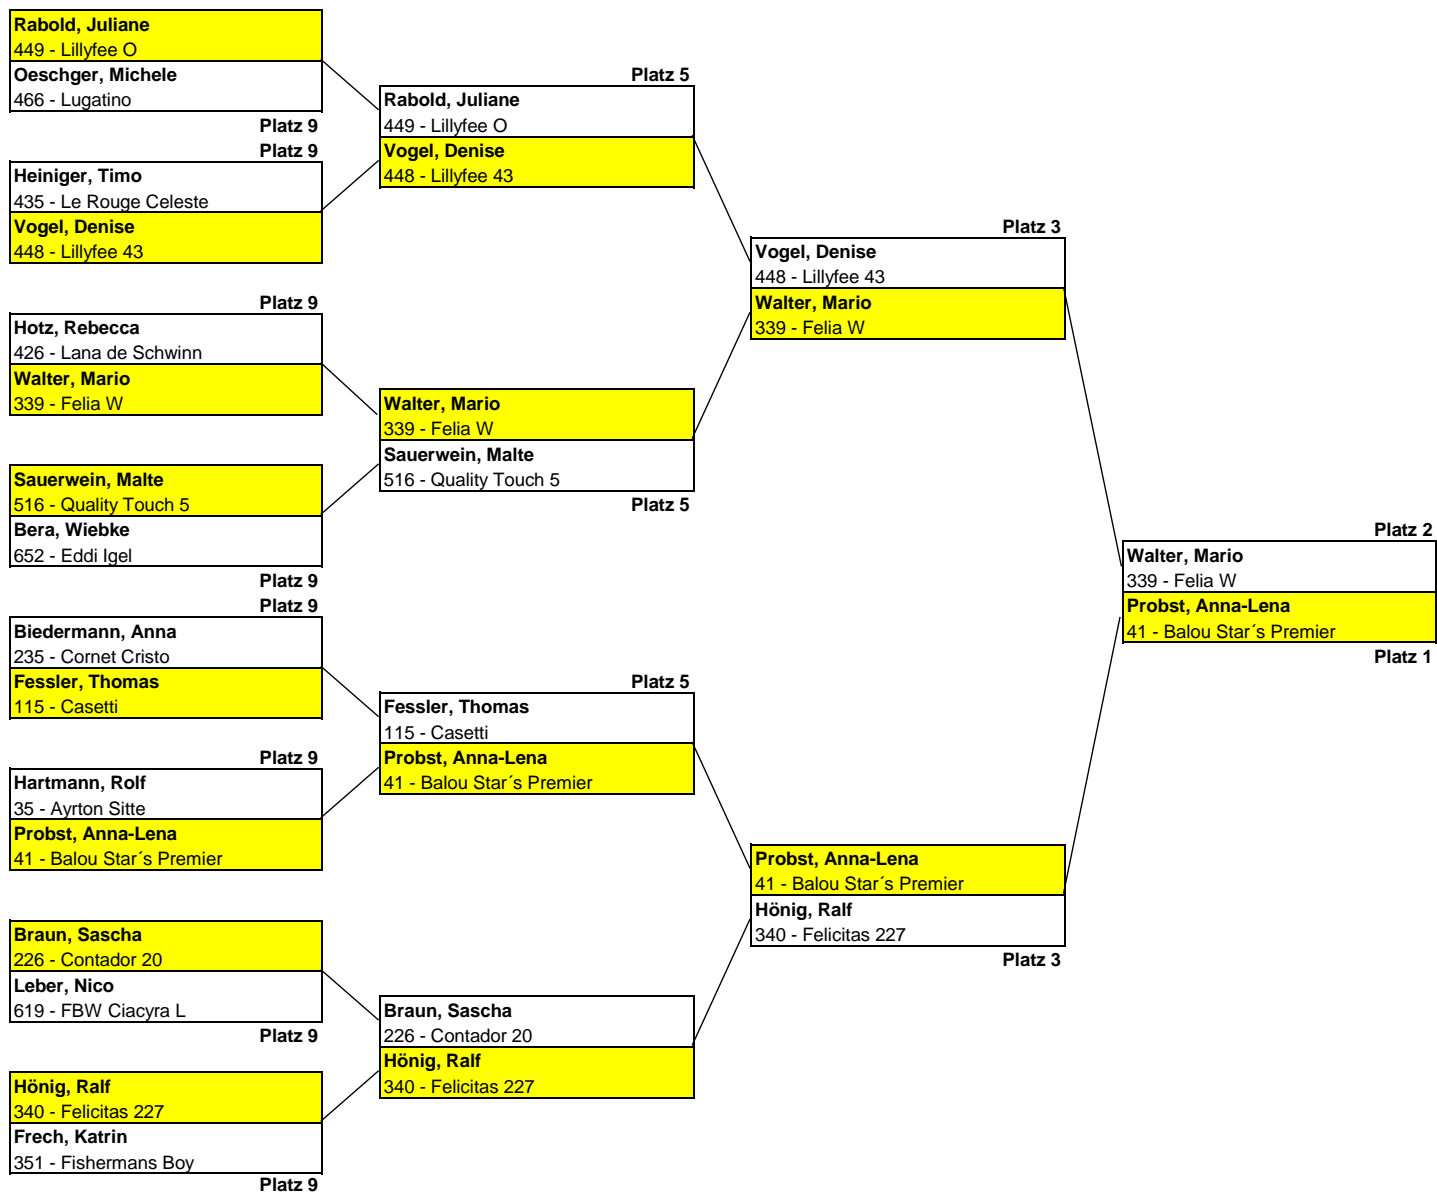 Rabold, Juliane
449 - Lillyfee O
Oeschger, Michele
466 - Lugatino
Platz 9
Platz 9
Heiniger, Timo
435 - Le Rouge Celeste
Vogel, Denise
448 - Lillyfee 43
Platz 9
Hotz, Rebecca
426 - Lana de Schwinn
Walter, Mario
339 - Felia W
Sauerwein, Malte
516 - Quality Touch 5
Bera, Wiebke
652 - Eddi Igel
Platz 9
Platz 9
Biedermann, Anna
235 - Cornet Cristo
Fessler, Thomas
115 - Casetti
Platz 9
Hartmann, Rolf
35 - Ayrton Sitte
Probst, Anna-Lena
41 - Balou Star´s Premier
Braun, Sascha
226 - Contador 20
Leber, Nico
619 - FBW Ciacyra L
Platz 9
Hönig, Ralf
340 - Felicitas 227
Frech, Katrin
351 - Fishermans Boy
Platz 9
Platz 5
Rabold, Juliane
449 - Lillyfee O
Vogel, Denise
448 - Lillyfee 43
Walter, Mario
339 - Felia W
Sauerwein, Malte
516 - Quality Touch 5
Platz 5
Platz 5
Fessler, Thomas
115 - Casetti
Probst, Anna-Lena
41 - Balou Star´s Premier
Braun, Sascha
226 - Contador 20
Hönig, Ralf
340 - Felicitas 227
Platz 3
Vogel, Denise
448 - Lillyfee 43
Walter, Mario
339 - Felia W
Probst, Anna-Lena
41 - Balou Star´s Premier
Hönig, Ralf
340 - Felicitas 227
Platz 3
Platz 2
Walter, Mario
339 - Felia W
Probst, Anna-Lena
41 - Balou Star´s Premier
Platz 1